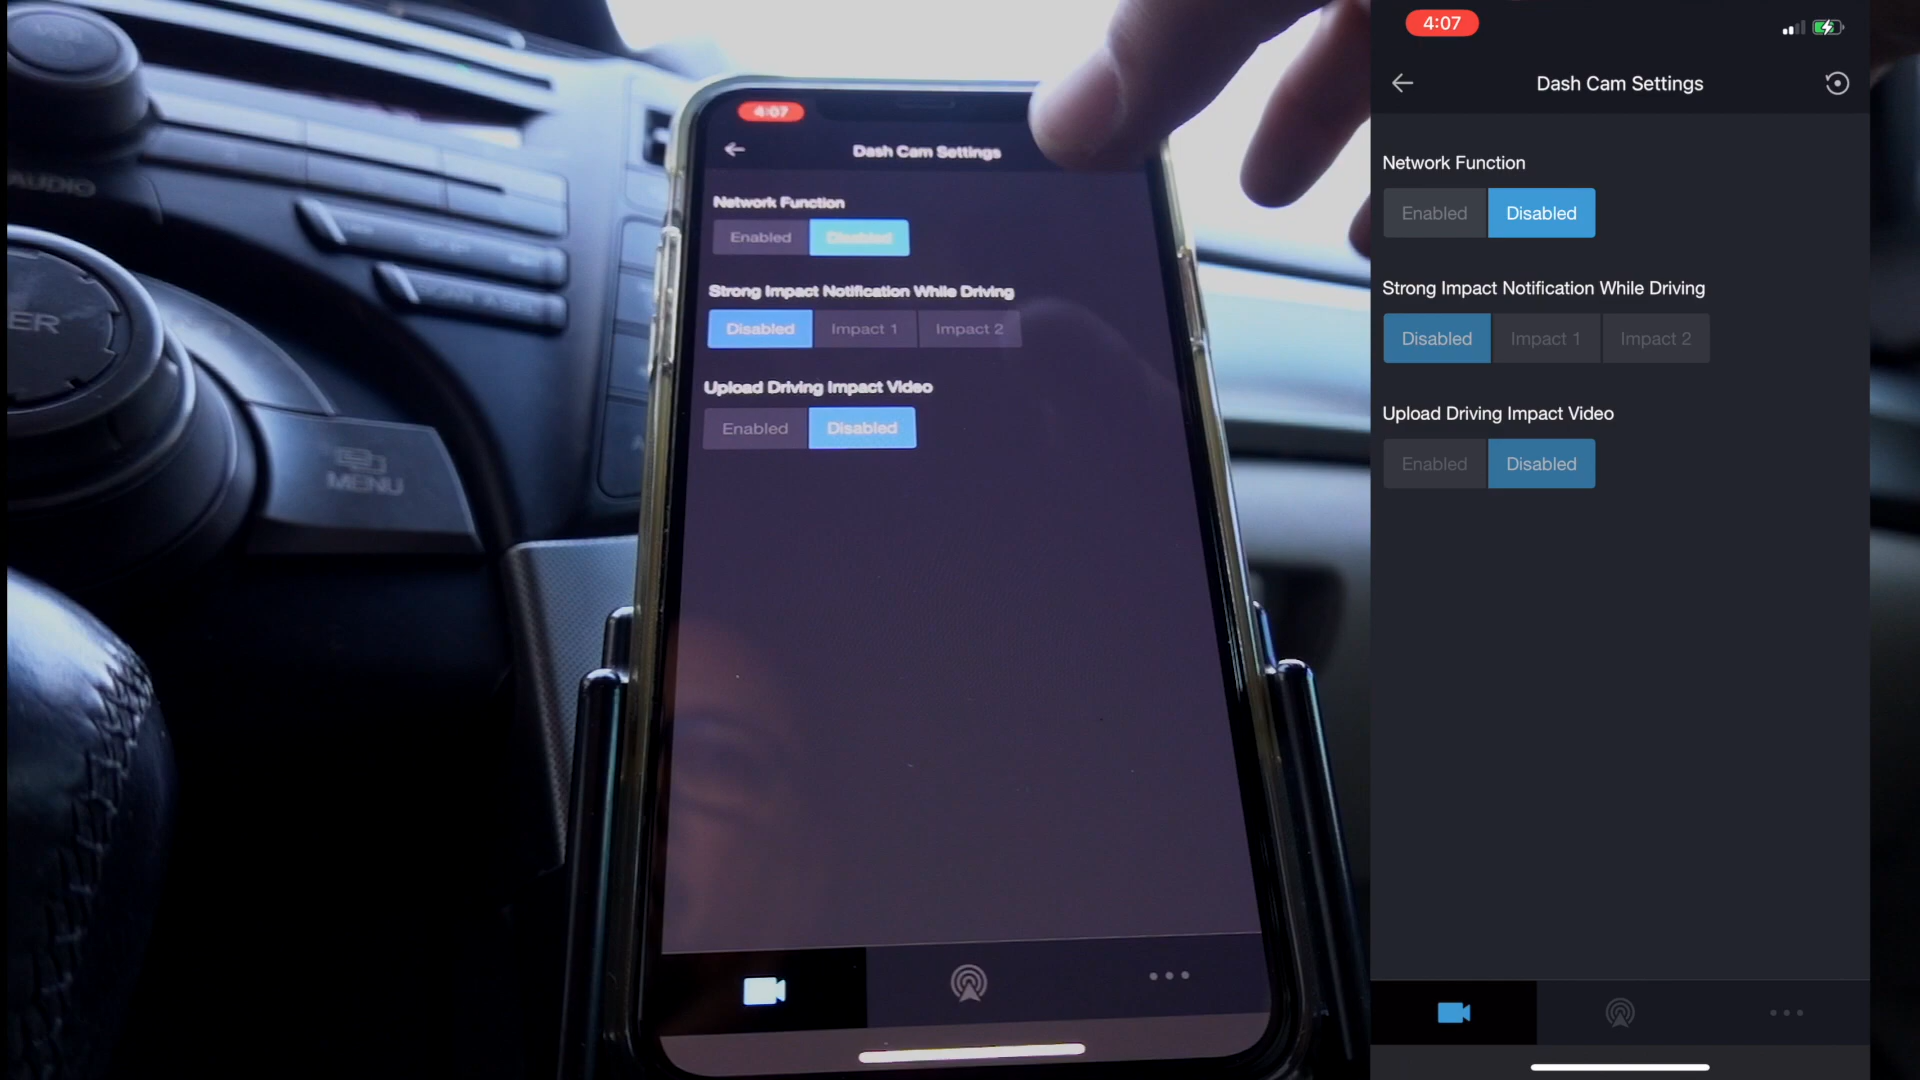 AUDIO
ER
MENU
4:07
Dash Cam Settings
Network Function
Enabled Disabled
Strong Impact Notification While Driving
Disabled Impact 1 Impact 2
Upload Driving Impact Video
Enabled Disabled
4:07
Dash Cam Settings
Network Function
Enabled Disabled
Strong Impact Notification While Driving
Disabled Impact 1 Impact 2
Upload Driving Impact Video
Enabled Disabled